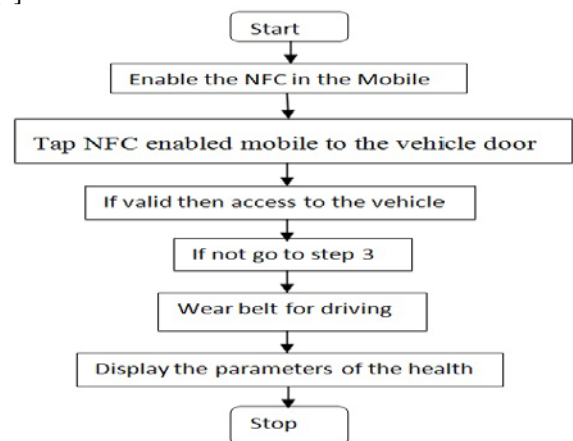 ]
Start
Enable the NFC in the Mobile
Tap NFC enabled mobile to the vehicle door
If valid then access to the vehicle
If not go to step 3
Wear belt for driving
Display the parameters of the health
Stop